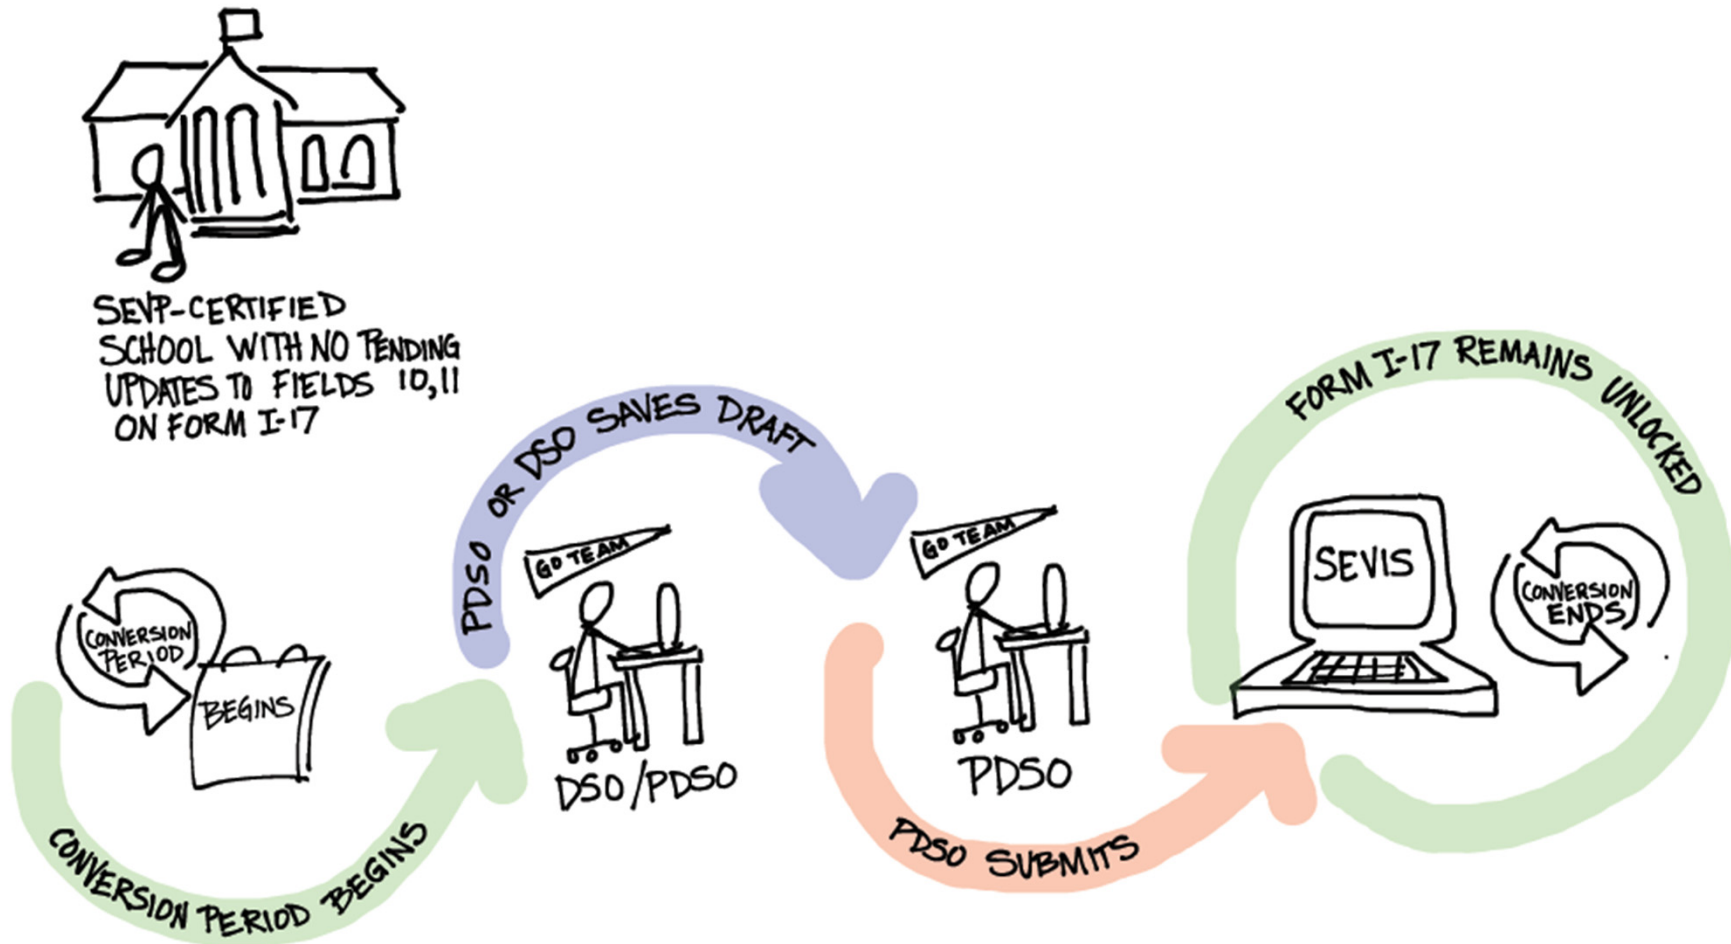 SEVP-CERTIFIED
SCHOOL WITH NO PENDING
UPDATES TO FIELDS 10,11
ON FORM I-17
CONVERSION
PERIOD
BEGINS
CONVERSION PERIOD BEGINS
PDSO OR DSO SAVES DRAFT
GO TEAM
DSO/PDSO
GO TEAM
PDSO
PDSO SUBMITS
FORM I-17 REMAINS UNLOCKED
SEVIS
CONVERSION
ENDS